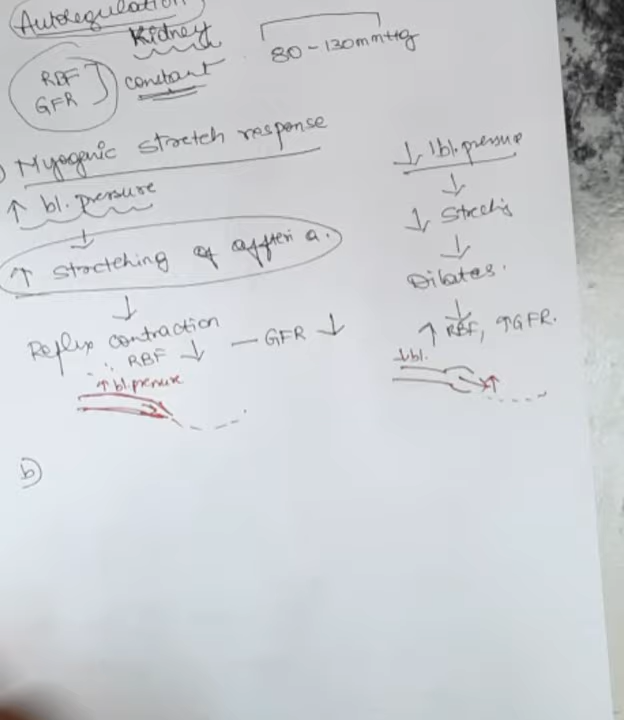 Autoregulation
Kidney
80-130mmHg
RBF
GFR
constant
) Myogenic stretch response
↑ bl. pressure
↓
↑ stretching of affren a.
↓
Reflex contraction
∴ RBF ↓ — GFR ↓
↑ bl. pressure
↓ bl. pressure
↓
↓ Stretch
↓
Dilates.
↓
↑ RBF, ↑GFR.
↓bl.
b)